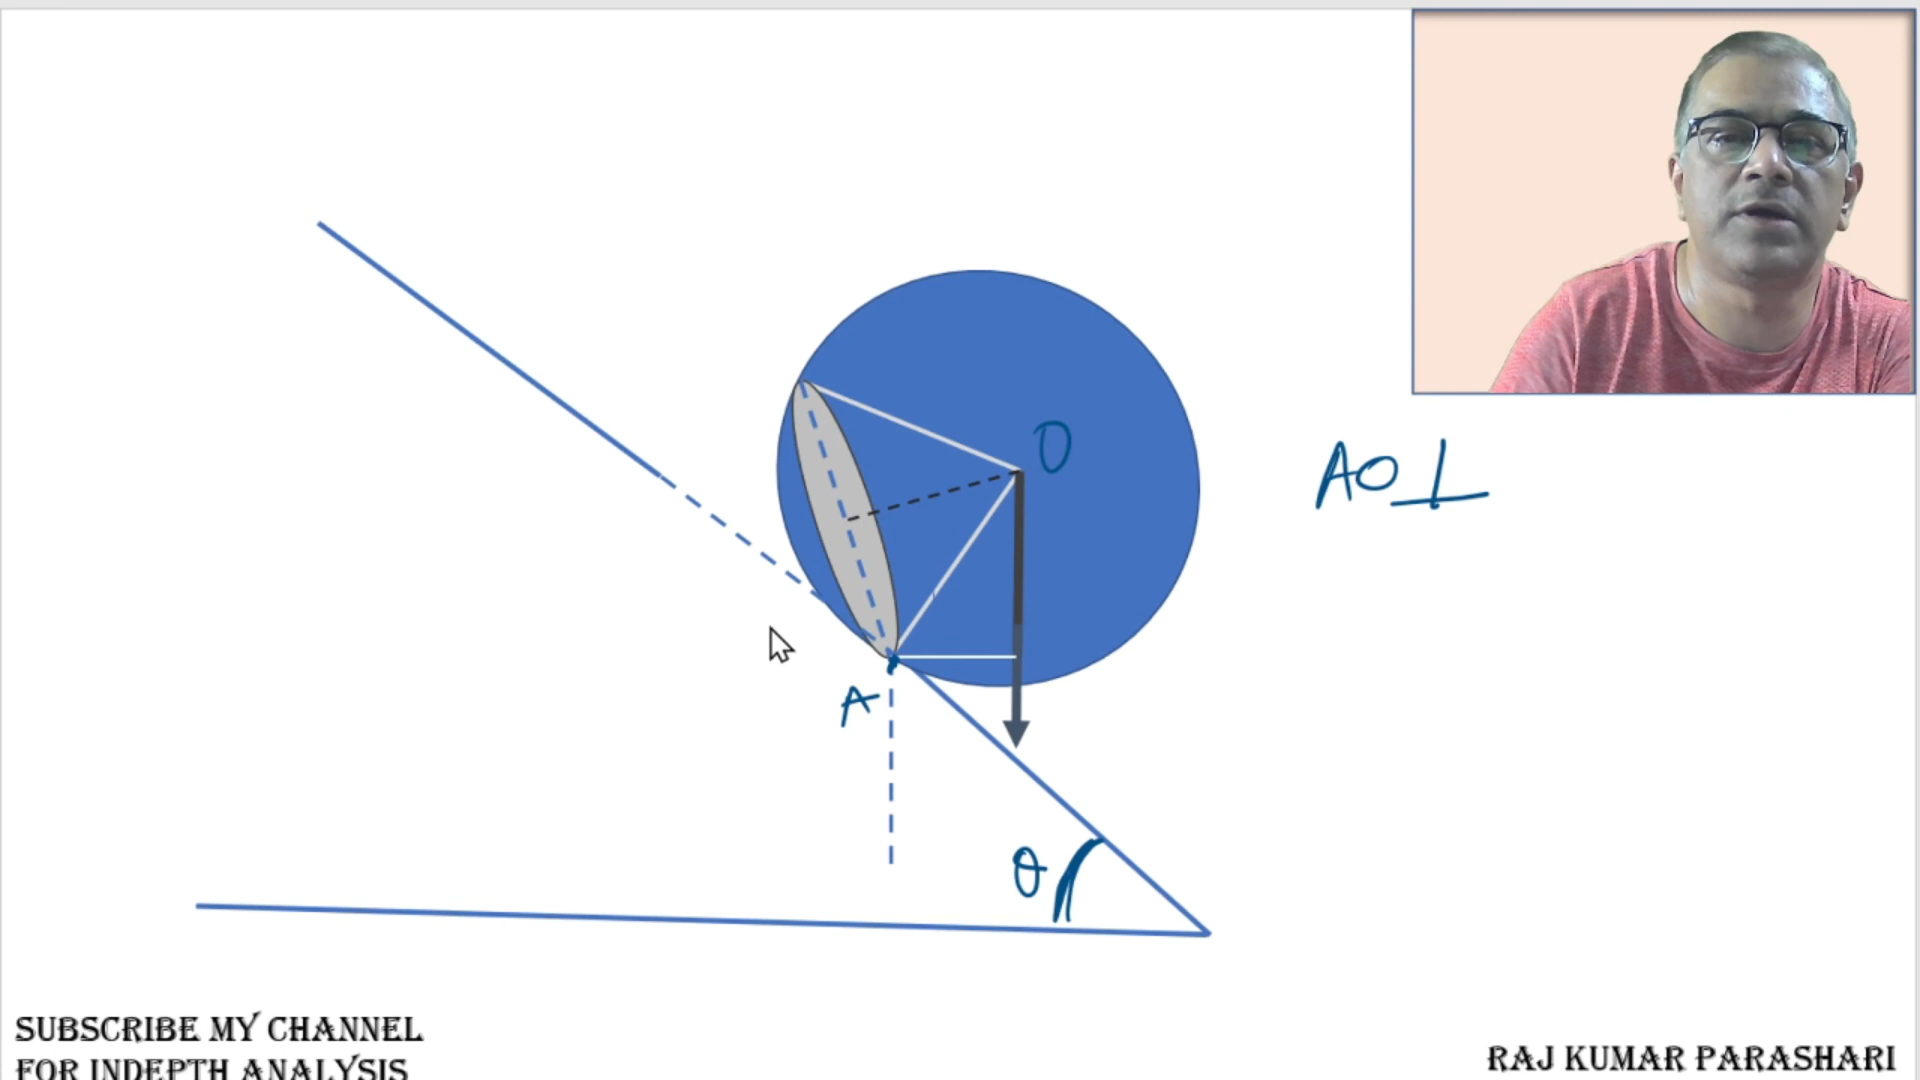 O
AO⊥
A
θ
SUBSCRIBE MY CHANNEL
FOR INDEPTH ANALYSIS
RAJ KUMAR PARASHARI